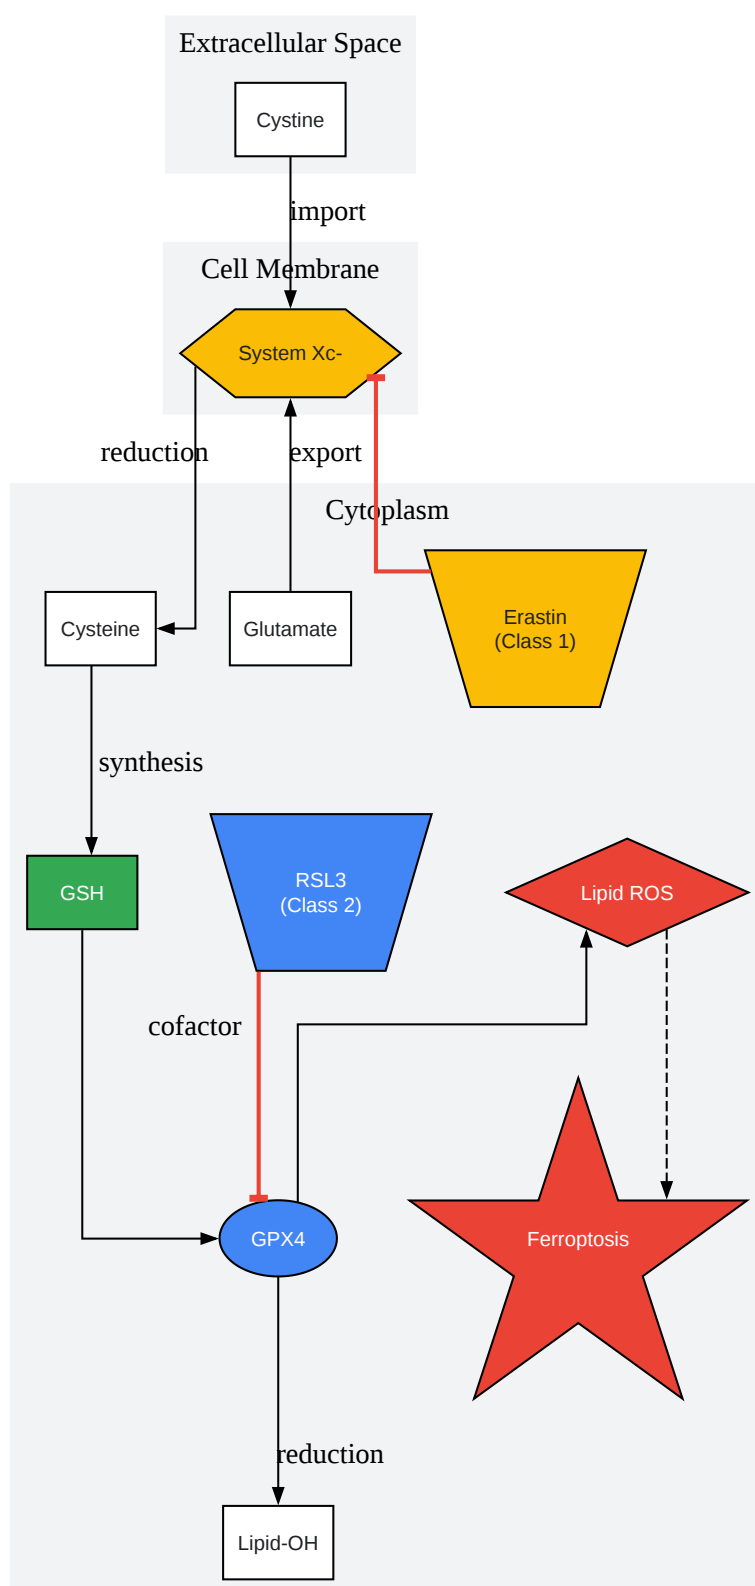 Extracellular Space
Cystine
import
Cell Membrane
System Xc-
reduction
export
Cytoplasm
Cysteine
Glutamate
Erastin
(Class 1)
synthesis
GSH
RSL3
(Class 2)
Lipid ROS
cofactor
GPX4
Ferroptosis
reduction
Lipid-OH